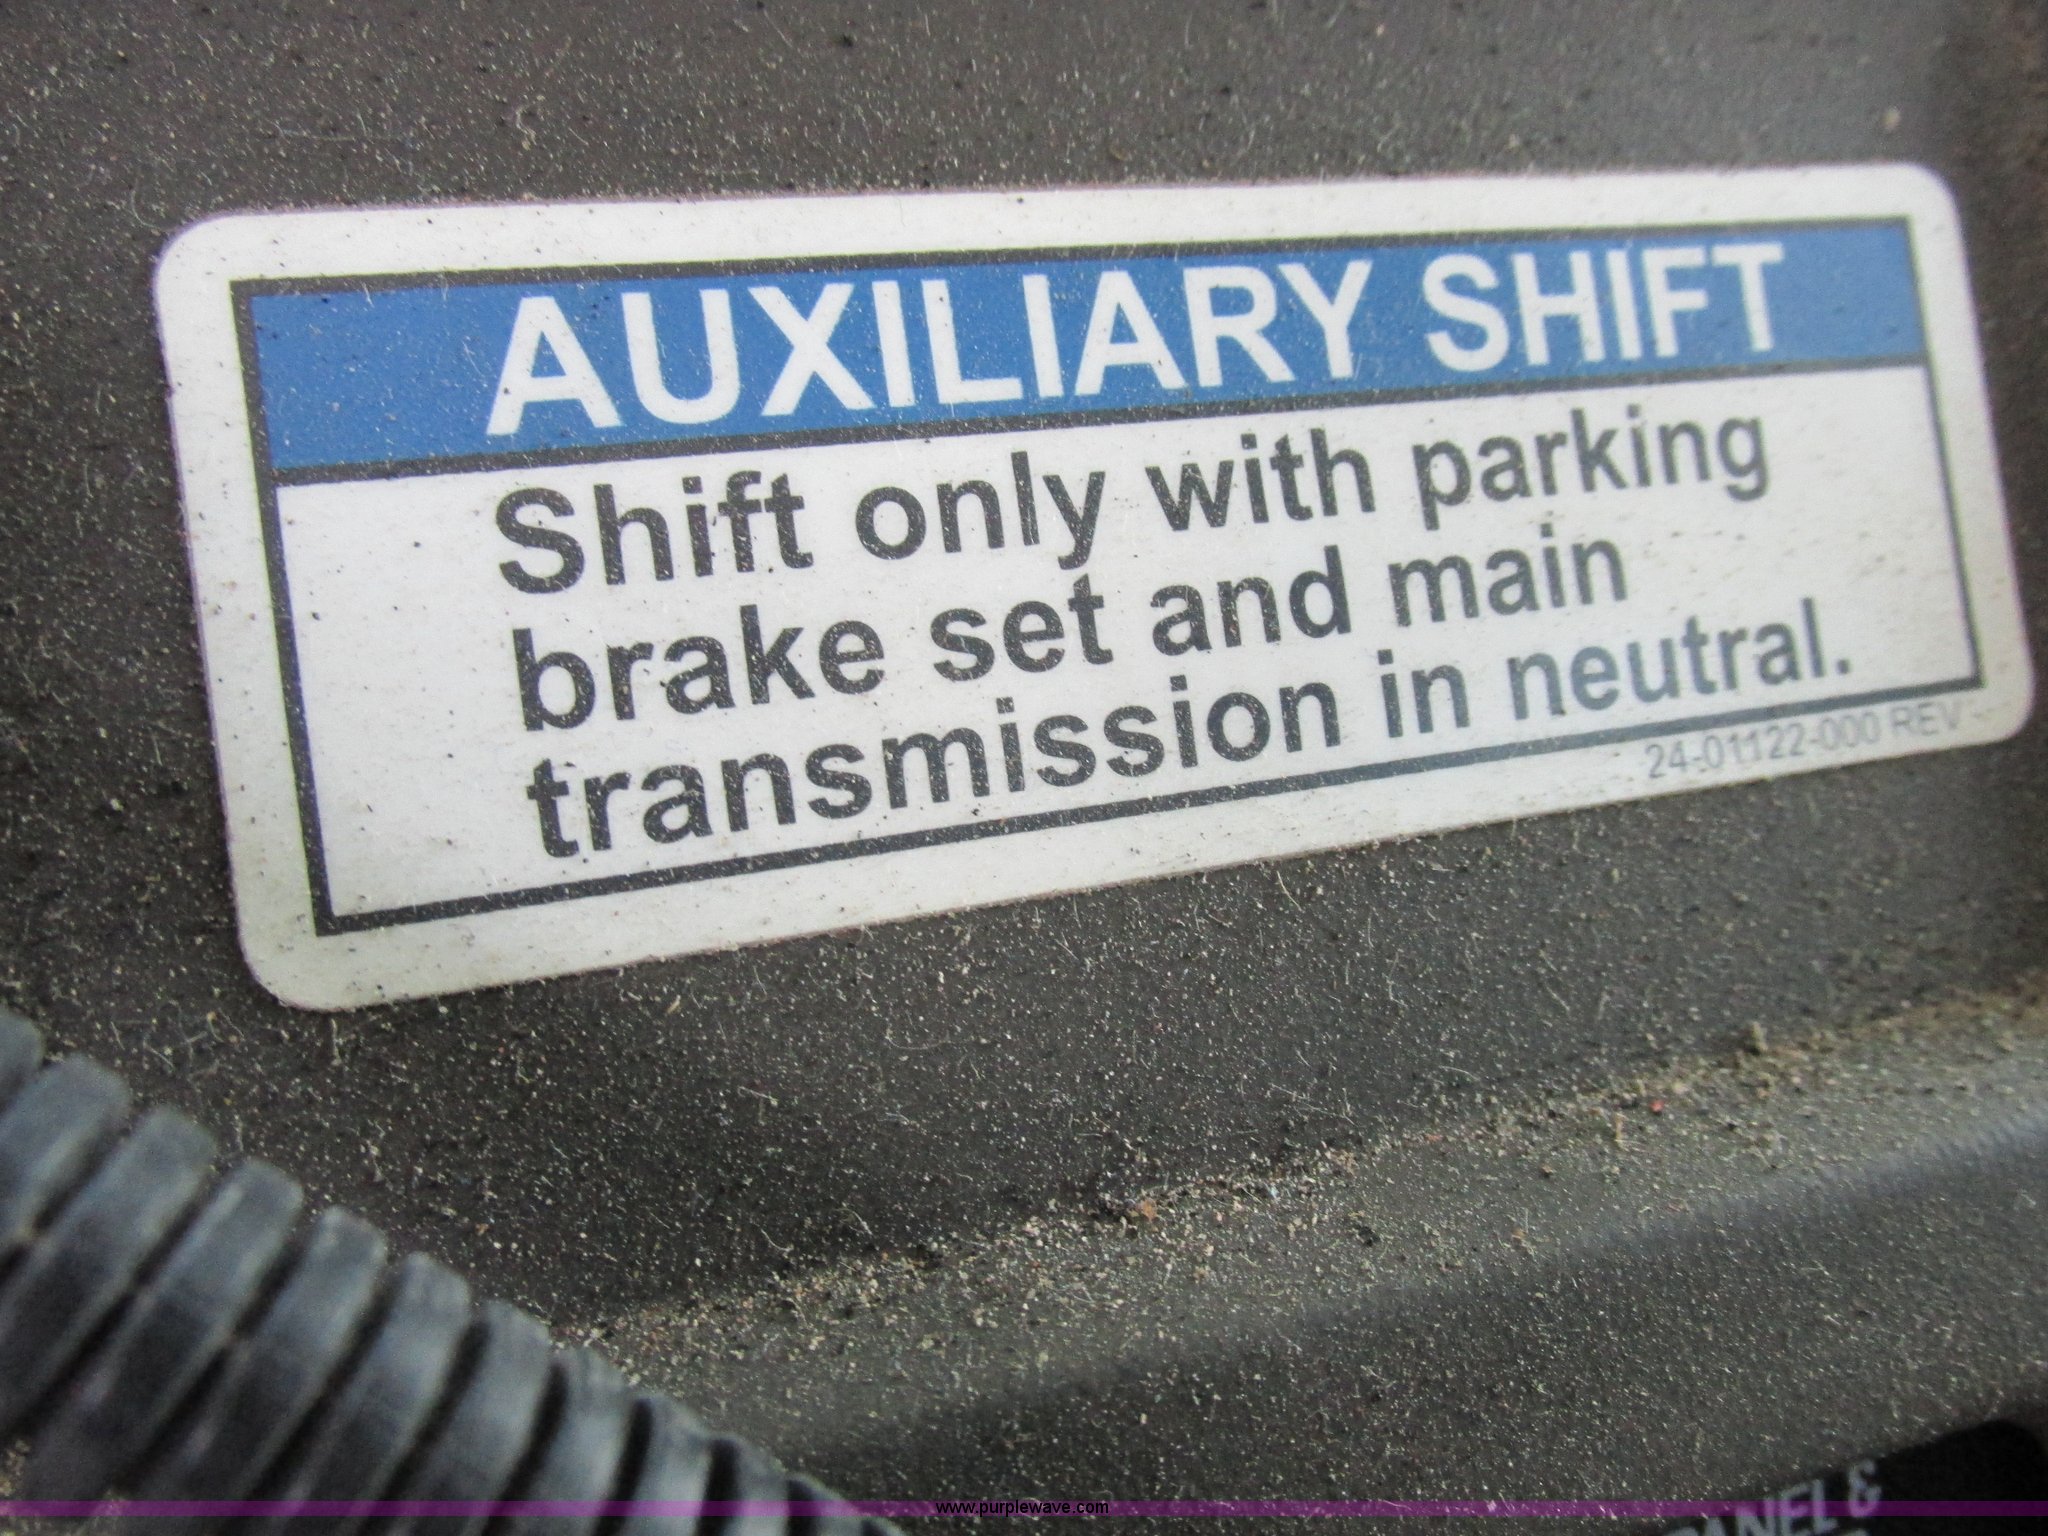 AUXILIARY SHIFT
Shift only with parking
brake set and main
transmission in neutral.
24-01122-000 REV
www.purplewave.com
&